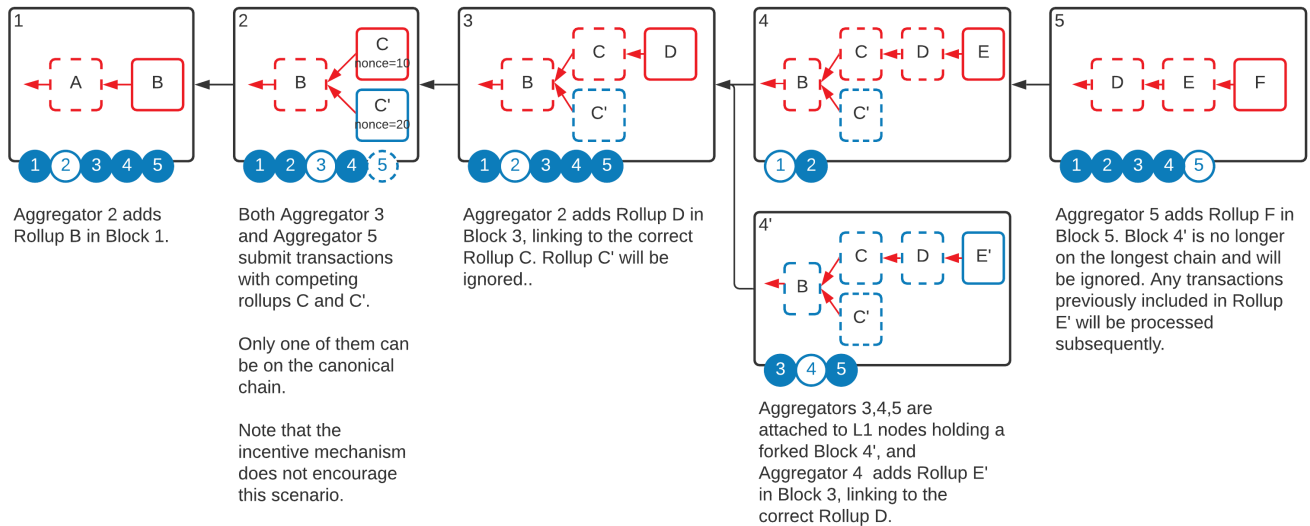 1
A
B
1 2 3 4 5
Aggregator 2 adds
Rollup B in Block 1.
2
B
C
nonce=10
C'
nonce=20
1 2 3 4 5
Both Aggregator 3
and Aggregator 5
submit transactions
with competing
rollups C and C'.
Only one of them can
be on the canonical
chain.
Note that the
incentive mechanism
does not encourage
this scenario.
3
B
C
D
C'
1 2 3 4 5
Aggregator 2 adds Rollup D in
Block 3, linking to the correct
Rollup C. Rollup C' will be
ignored..
4
B
C
D
E
C'
1 2
4'
B
C
D
E'
C'
3 4 5
Aggregators 3,4,5 are
attached to L1 nodes holding a
forked Block 4', and
Aggregator 4 adds Rollup E'
in Block 3, linking to the
correct Rollup D.
5
D
E
F
1 2 3 4 5
Aggregator 5 adds Rollup F in
Block 5. Block 4' is no longer
on the longest chain and will
be ignored. Any transactions
previously included in Rollup
E' will be processed
subsequently.